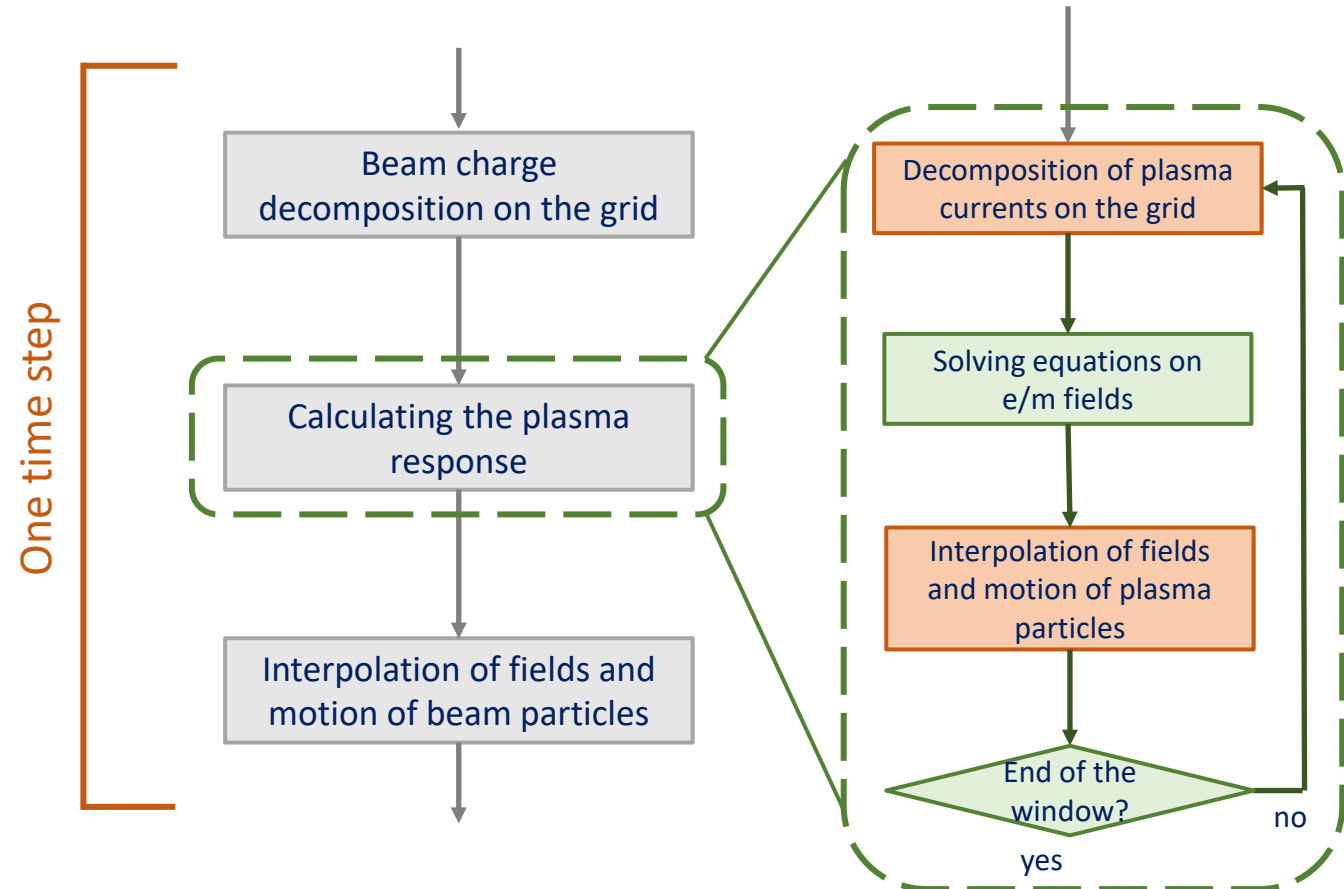 One time step
Beam charge
decomposition on the grid
Calculating the plasma
response
Interpolation of fields and
motion of beam particles
Decomposition of plasma
currents on the grid
Solving equations on
e/m fields
Interpolation of fields
and motion of plasma
particles
End of the
window?
no
yes